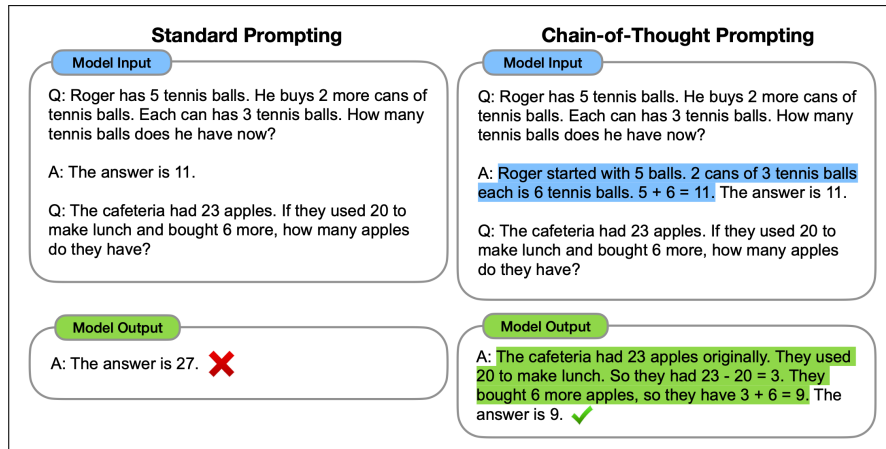 Standard Prompting
Model Input
Q: Roger has 5 tennis balls. He buys 2 more cans of
tennis balls. Each can has 3 tennis balls. How many
tennis balls does he have now?
A: The answer is 11.
Q: The cafeteria had 23 apples. If they used 20 to
make lunch and bought 6 more, how many apples
do they have?
Model Output
A: The answer is 27.
Chain-of-Thought Prompting
Model Input
Q: Roger has 5 tennis balls. He buys 2 more cans of
tennis balls. Each can has 3 tennis balls. How many
tennis balls does he have now?
A: Roger started with 5 balls. 2 cans of 3 tennis balls
each is 6 tennis balls. 5 + 6 = 11. The answer is 11.
Q: The cafeteria had 23 apples. If they used 20 to
make lunch and bought 6 more, how many apples
do they have?
Model Output
A: The cafeteria had 23 apples originally. They used
20 to make lunch. So they had 23 - 20 = 3. They
bought 6 more apples, so they have 3 + 6 = 9. The
answer is 9.